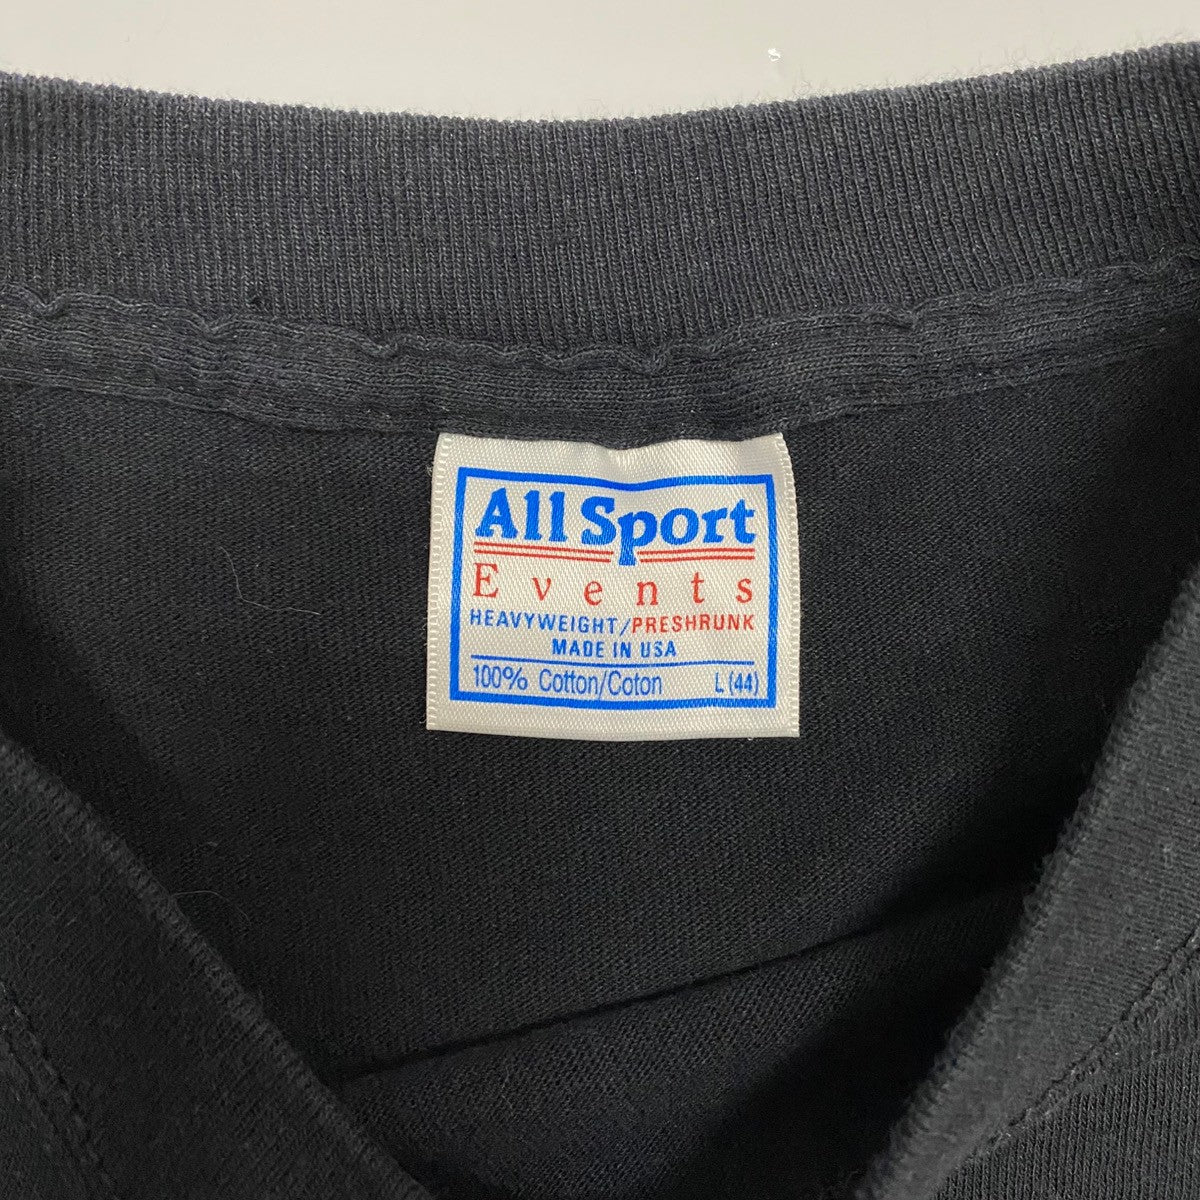 All Sport
Events
HEAVYWEIGHT/PRESHRUNK
MADE IN USA
100% Cotton/Coton L (44)